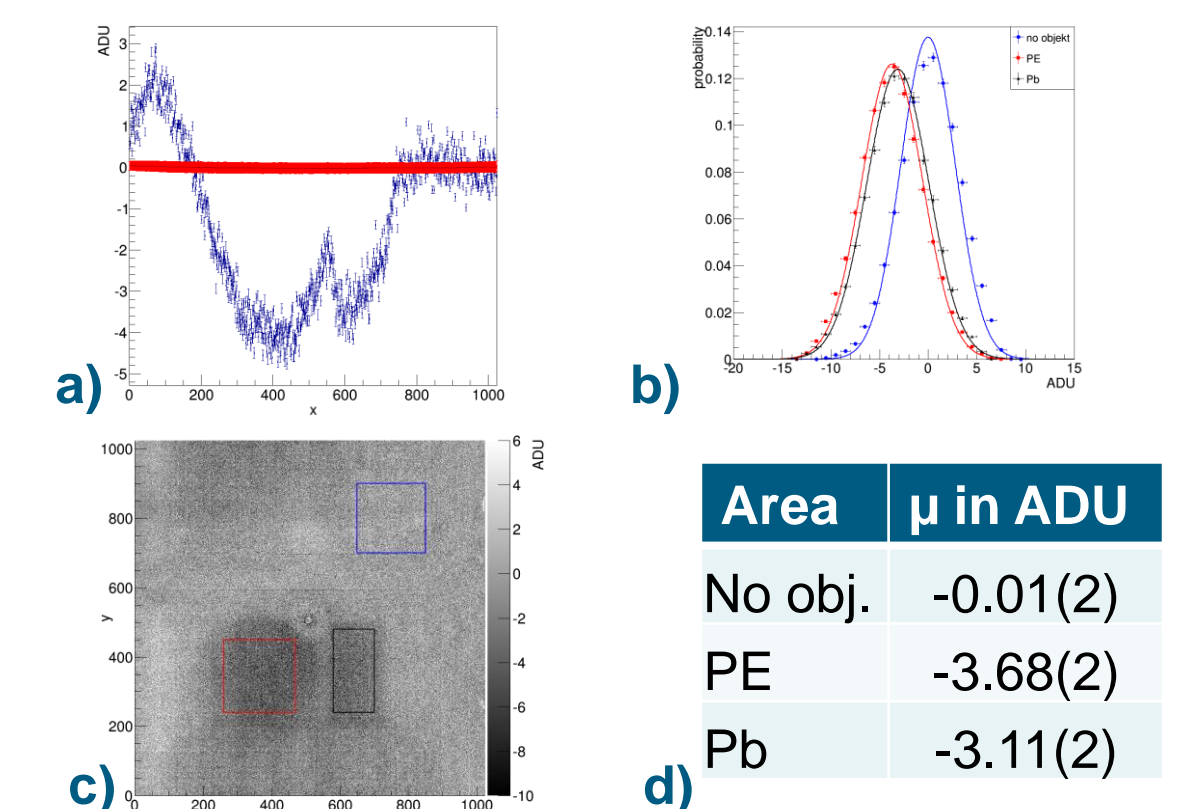 ADU
3
2
1
0
-1
-2
-3
-4
-5
0 200 400 600 800 1000
x
a)
probability
0.14
0.12
0.1
0.08
0.06
0.04
0.02
0
-20 -15 -10 -5 0 5 10 15
ADU
no objekt
PE
Pb
b)
1000
800
600
400
200
0
y
0 200 400 600 800 1000
6
4
2
0
-2
-4
-6
-8
-10
ADU
c)
Area μ in ADU
No obj. -0.01(2)
PE -3.68(2)
Pb -3.11(2)
d)